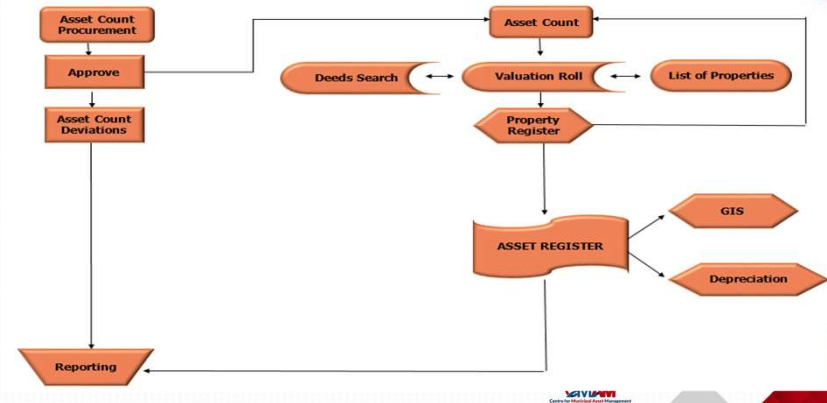 Asset Count
Procurement
Asset Count
Approve
Deeds Search
Valuation Roll
List of Properties
Asset Count
Deviations
Property
Register
GIS
ASSET REGISTER
Depreciation
Reporting
Centre for Municipal Asset Management